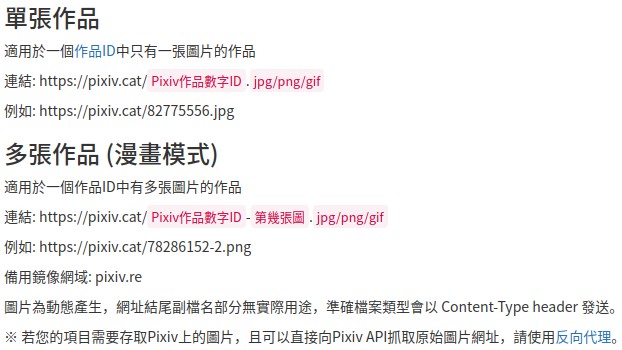 單張作品
適用於一個作品ID中只有一張圖片的作品
連結: https://pixiv.cat/ Pixiv作品數字ID . jpg/png/gif
例如: https://pixiv.cat/82775556.jpg
多張作品 (漫畫模式)
適用於一個作品ID中有多張圖片的作品
連結: https://pixiv.cat/ Pixiv作品數字ID - 第幾張圖 . jpg/png/gif
例如: https://pixiv.cat/78286152-2.png
備用鏡像網域: pixiv.re
圖片為動態產生，網址結尾副檔名部分無實際用途，準確檔案類型會以 Content-Type header 發送。
※ 若您的項目需要存取Pixiv上的圖片，且可以直接向Pixiv API抓取原始圖片網址，請使用反向代理。